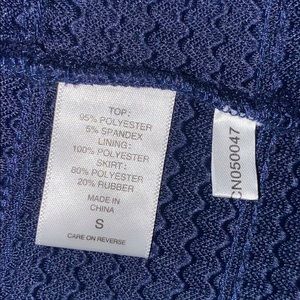 TOP:
95% POLYESTER
5% SPANDEX
LINING:
100% POLYESTER
SKIRT:
80% POLYESTER
20% RUBBER
MADE IN
CHINA
S
CARE ON REVERSE
CN050047